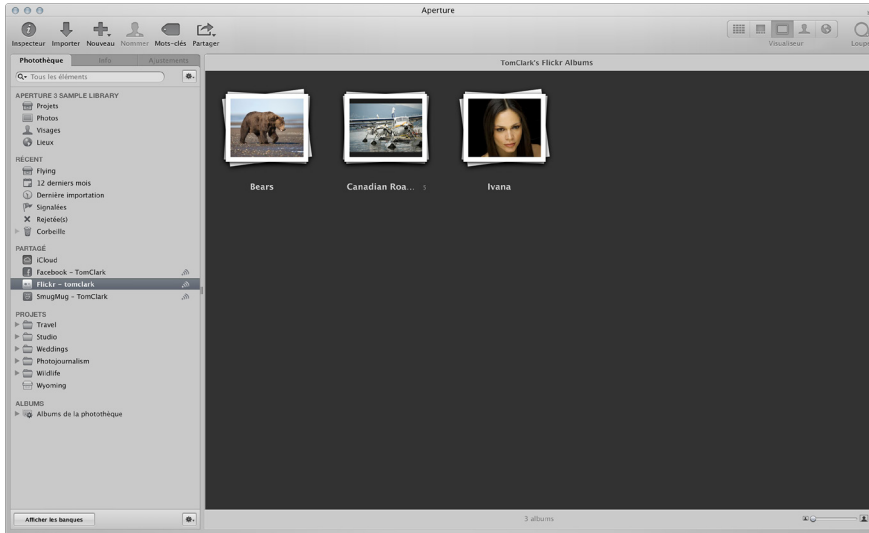 Aperture
Inspecteur Importer Nouveau Nommer Mots-clés Partager
Visualiseur
Loupe
Photothèque Info Ajustements
Tous les éléments
TomClark's Flickr Albums
APERTURE 3 SAMPLE LIBRARY
Projets
Photos
Visages
Lieux
RÉCENT
Flying
12 derniers mois
Dernière importation
Signalées
Rejetée(s)
Corbeille
PARTAGÉ
iCloud
Facebook – TomClark
Flickr – tomclark
SmugMug – TomClark
PROJETS
Travel
Studio
Weddings
Photojournalism
Wildlife
Wyoming
ALBUMS
Albums de la photothèque
Bears
Canadian Roa...
Ivana
Afficher les banques
3 albums